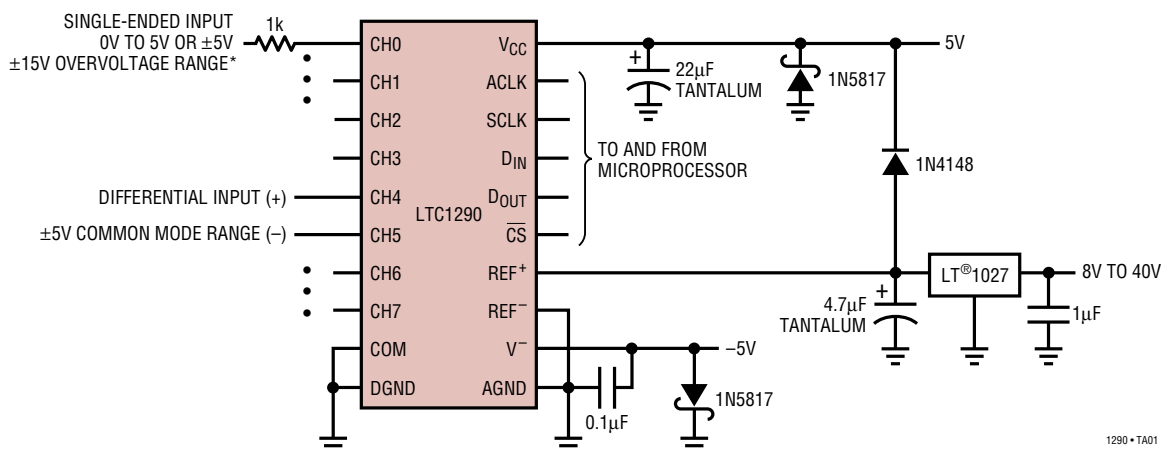 SINGLE-ENDED INPUT
0V TO 5V OR ±5V
±15V OVERVOLTAGE RANGE*
1k
CH0
CH1
CH2
CH3
DIFFERENTIAL INPUT (+)
CH4
±5V COMMON MODE RANGE (–)
CH5
CH6
CH7
COM
DGND
LTC1290
VCC
ACLK
SCLK
DIN
DOUT
C̅S̅
REF+
REF–
V–
AGND
22µF
TANTALUM
1N5817
5V
TO AND FROM
MICROPROCESSOR
1N4148
LT®1027
8V TO 40V
4.7µF
TANTALUM
1µF
–5V
0.1µF
1N5817
1290 • TA01